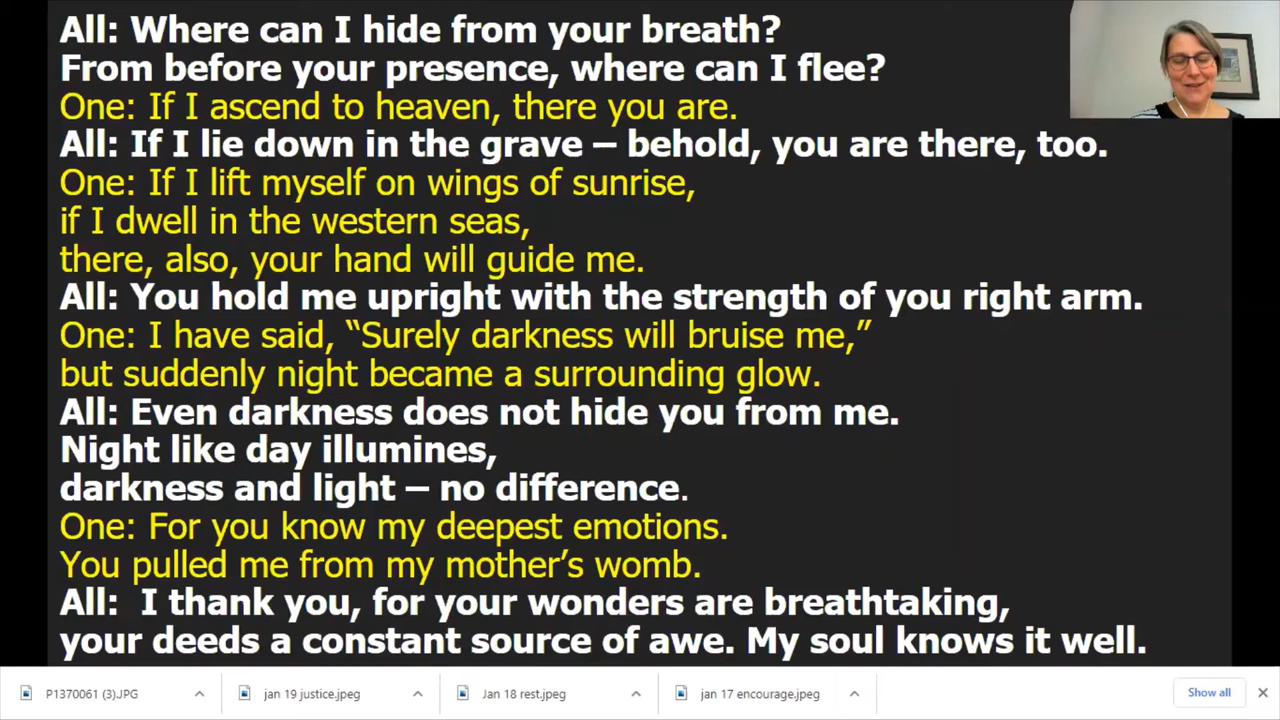 All: Where can I hide from your breath?
From before your presence, where can I flee?
One: If I ascend to heaven, there you are.
All: If I lie down in the grave – behold, you are there, too.
One: If I lift myself on wings of sunrise,
if I dwell in the western seas,
there, also, your hand will guide me.
All: You hold me upright with the strength of you right arm.
One: I have said, “Surely darkness will bruise me,”
but suddenly night became a surrounding glow.
All: Even darkness does not hide you from me.
Night like day illumines,
darkness and light – no difference.
One: For you know my deepest emotions.
You pulled me from my mother’s womb.
All:  I thank you, for your wonders are breathtaking,
your deeds a constant source of awe. My soul knows it well.
P1370061 (3).JPG
jan 19 justice.jpeg
Jan 18 rest.jpeg
jan 17 encourage.jpeg
Show all